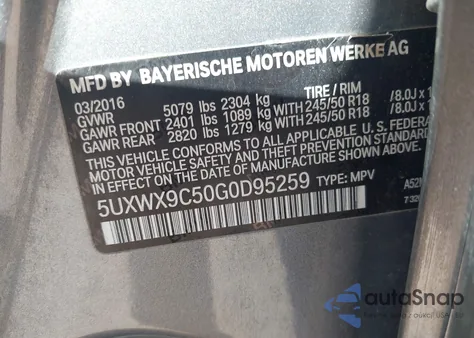 MFD BY BAYERISCHE MOTOREN WERKE AG
03/2016 TIRE / RIM
GVWR 5079 lbs 2304 kg
GAWR FRONT 2401 lbs 1089 kg WITH 245/50 R18 /8.0J x
GAWR REAR 2820 lbs 1279 kg WITH 245/50 R18 /8.0J x
THIS VEHICLE CONFORMS TO ALL APPLICABLE U. S. FEDERAL
MOTOR VEHICLE SAFETY AND THEFT PREVENTION STANDARD
IN EFFECT ON THE DATE OF MANUFACTURE SHOWN ABOVE.
5UXWX9C50G0D95259 TYPE: MPV
autaSnap